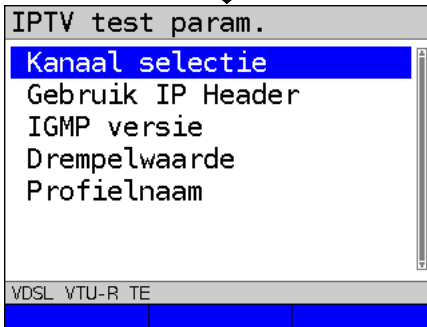 IPTV test param.
Kanaal selectie
Gebruik IP Header
IGMP versie
Drempelwaarde
Profielnaam
VDSL VTU-R TE